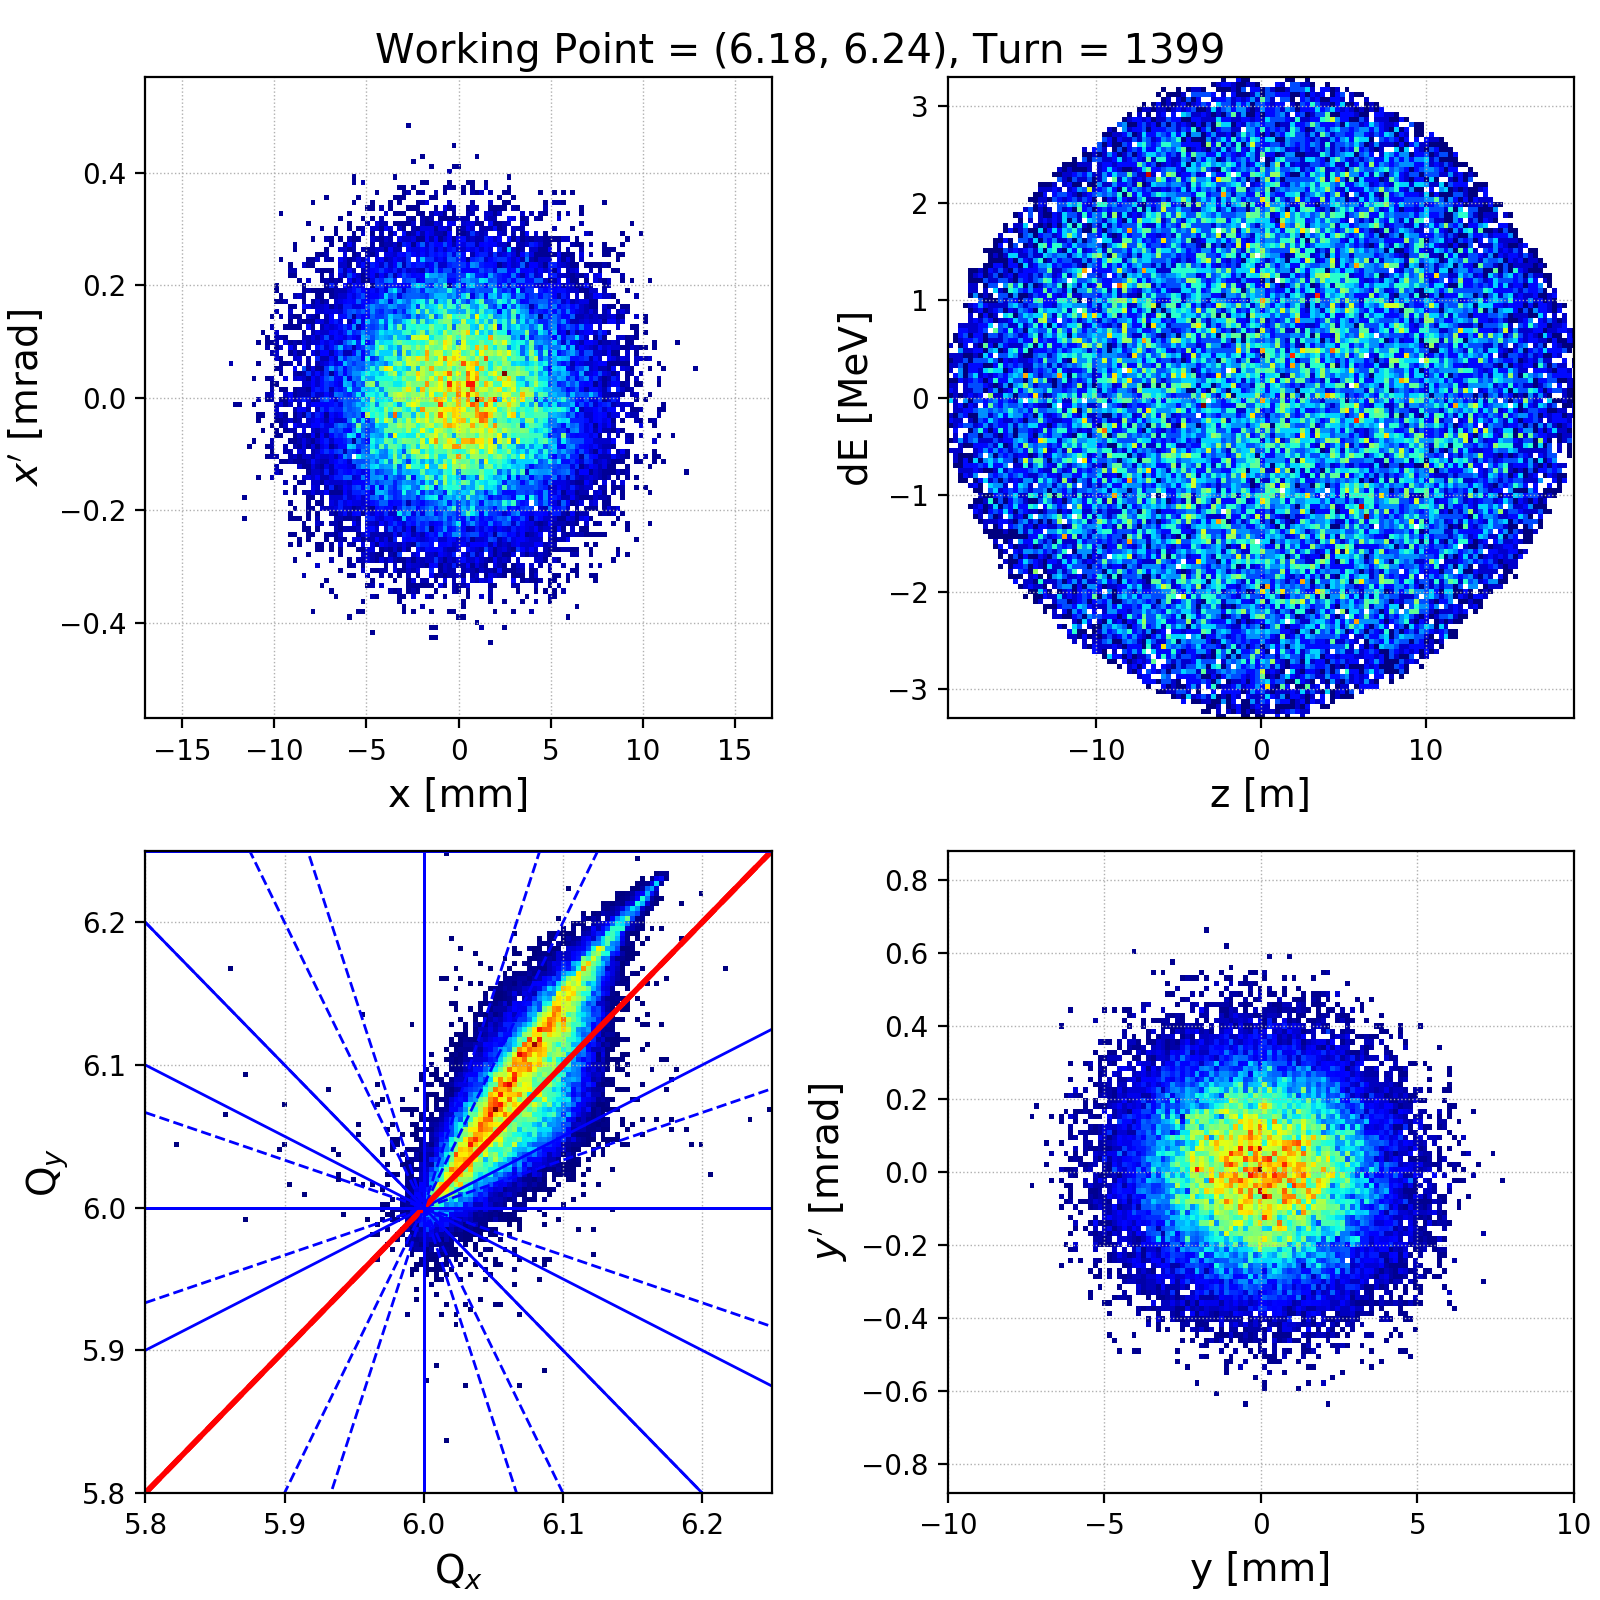 Working Point = (6.18, 6.24), Turn = 1399
0.4
0.2
0.0
−0.2
−0.4
x′ [mrad]
−15 −10 −5 0 5 10 15
x [mm]
3
2
1
0
−1
−2
−3
dE [MeV]
−10 0 10
z [m]
6.2
6.1
6.0
5.9
5.8
Qy
5.8 5.9 6.0 6.1 6.2
Qx
0.8
0.6
0.4
0.2
0.0
−0.2
−0.4
−0.6
−0.8
y′ [mrad]
−10 −5 0 5 10
y [mm]